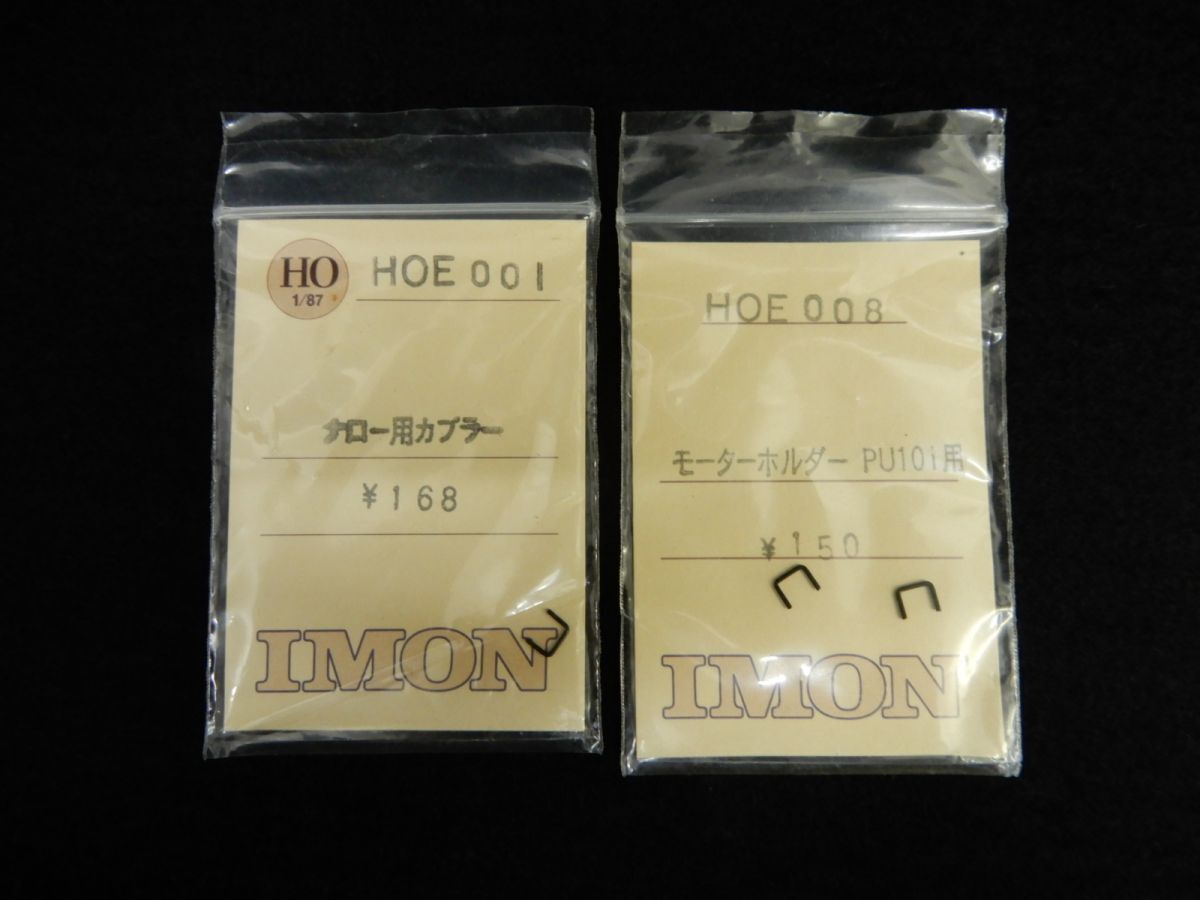 HO
1/87
HOE 001
ナロー用カプラー
¥168
IMON
HOE 008
モーターホルダー PU101用
¥150
IMON